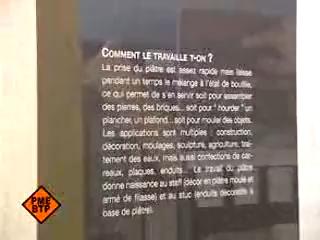 COMMENT LE TRAVAILLE T-ON ?
La prise du plâtre est assez rapide mais laisse
pendant un temps le mélange à l'état de bouillie,
ce qui permet de s'en servir soit pour assembler
des pierres, des briques... soit pour " hourder " un
plancher, un plafond... soit pour mouler des objets.
Les applications sont multiples : construction,
décoration, moulages, sculpture, agriculture, trai-
tement des eaux, mais aussi confections de car-
reaux, plaques, enduits... Le travail du plâtre
donne naissance au staff (décor en plâtre moulé et
armé de filasse) et au stuc (enduits décoratifs à
base de plâtre).
PME
BTP